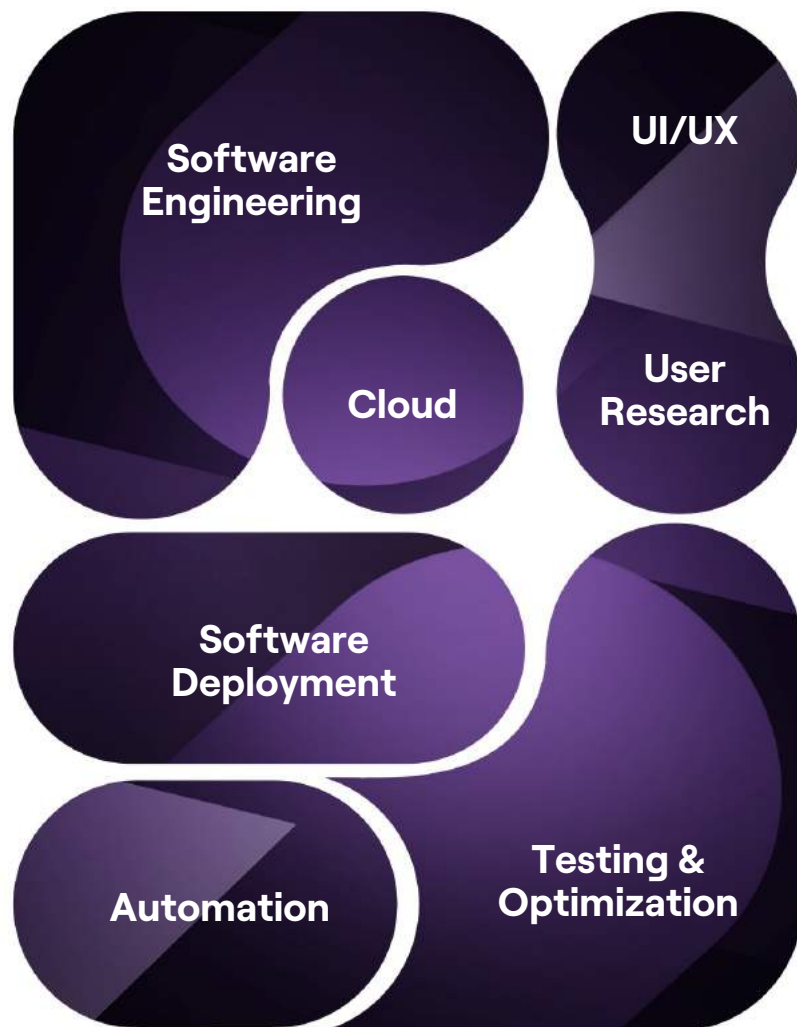 Software
Engineering
UI/UX
Cloud
User
Research
Software
Deployment
Automation
Testing &
Optimization